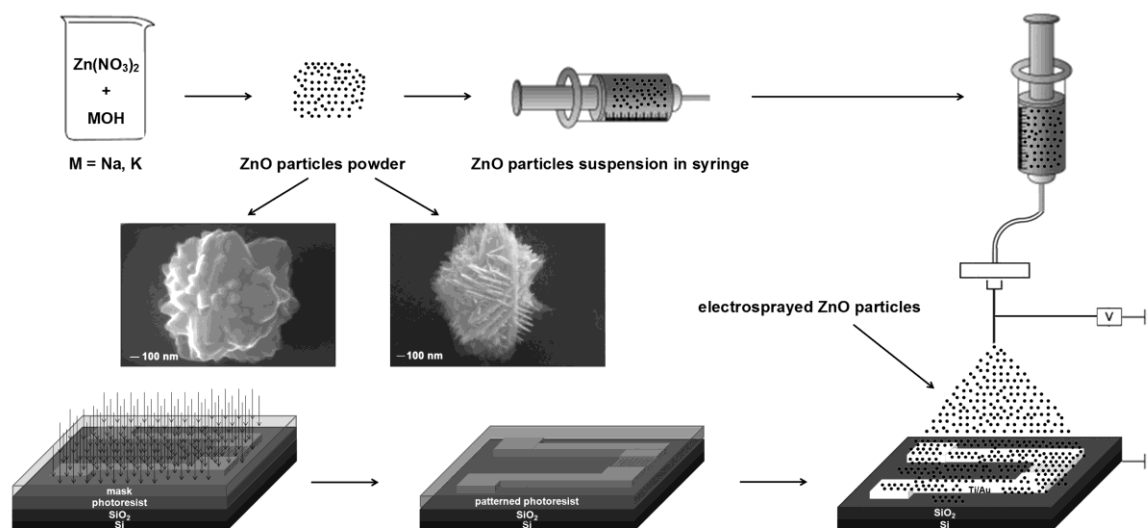 Zn(NO₃)₂
+
MOH
M = Na, K
ZnO particles powder
ZnO particles suspension in syringe
100 nm
100 nm
electrosprayed ZnO particles
V
mask
photoresist
SiO₂
Si
patterned photoresist
SiO₂
Si
Ti/Au
SiO₂
Si